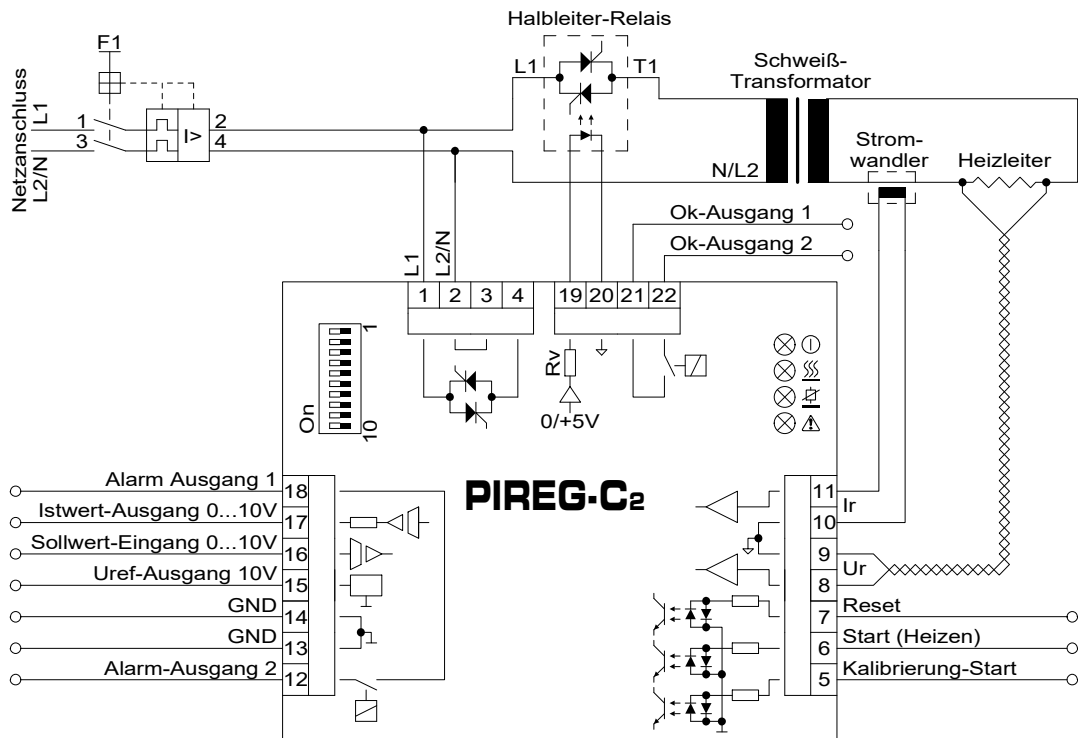 Halbleiter-Relais
F1
L1
T1
Schweiß-
Transformator
Netzanschluss
L1
L2/N
1
3
I>
2
4
N/L2
Strom-
wandler
Heizleiter
Ok-Ausgang 1
Ok-Ausgang 2
L1
L2/N
1 2 3 4
19 20 21 22
On
1
10
Rv
0/+5V
PIREG-C2
Alarm Ausgang 1
18
Istwert-Ausgang 0...10V
17
Sollwert-Eingang 0...10V
16
Uref-Ausgang 10V
15
GND
14
GND
13
Alarm-Ausgang 2
12
11
Ir
10
9
Ur
8
7
Reset
6
Start (Heizen)
5
Kalibrierung-Start